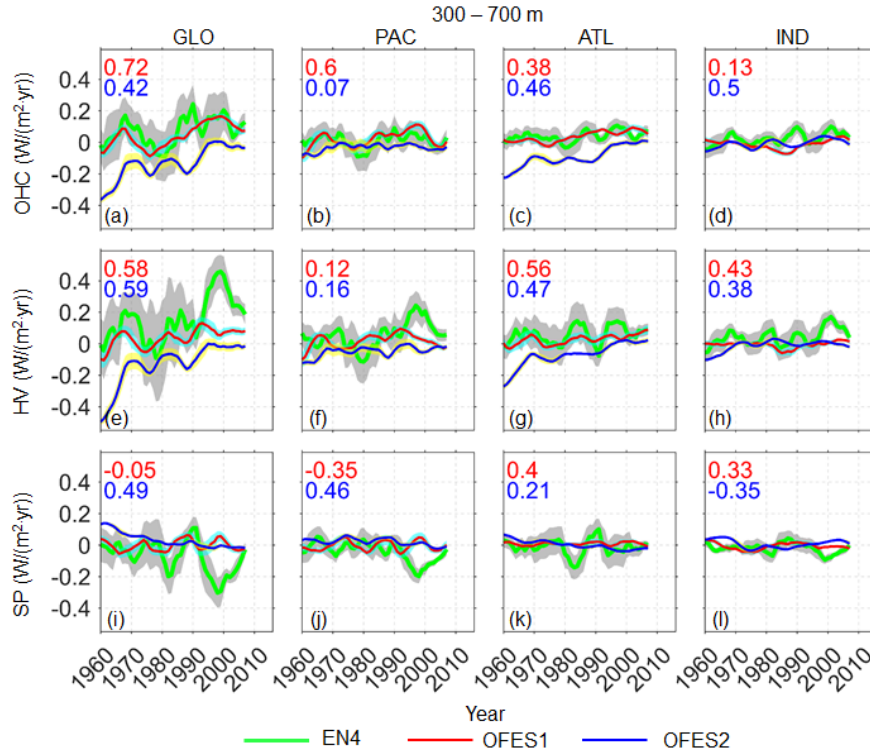 300 – 700 m
GLO PAC ATL IND
OHC (W/(m²·yr))
0.4
0.2
0
-0.2
-0.4
0.72
0.42
(a)
0.6
0.07
(b)
0.38
0.46
(c)
0.13
0.5
(d)
HV (W/(m²·yr))
0.4
0.2
0
-0.2
-0.4
0.58
0.59
(e)
0.12
0.16
(f)
0.56
0.47
(g)
0.43
0.38
(h)
SP (W/(m²·yr))
0.4
0.2
0
-0.2
-0.4
-0.05
0.49
(i)
-0.35
0.46
(j)
0.4
0.21
(k)
0.33
-0.35
(l)
1960 1970 1980 1990 2000 2010
1960 1970 1980 1990 2000 2010
1960 1970 1980 1990 2000 2010
1960 1970 1980 1990 2000 2010
Year
EN4 OFES1 OFES2